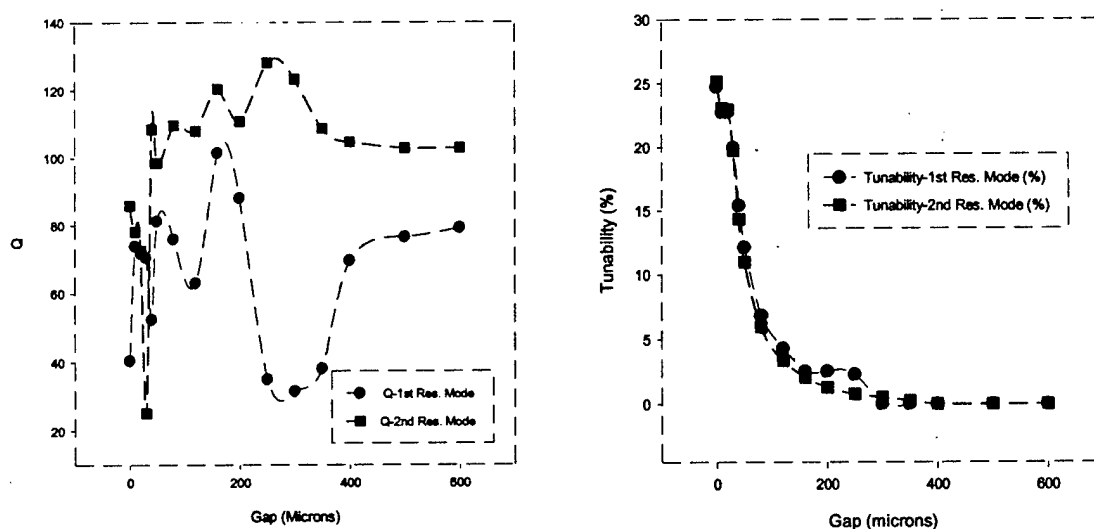 140
120
100
80
60
40
20
Q
Q-1st Res. Mode
Q-2nd Res. Mode
0
200
400
600
Gap (Microns)
30
25
20
15
10
5
0
Tunability (%)
Tunability-1st Res. Mode (%)
Tunability-2nd Res. Mode (%)
0
200
400
600
Gap (microns)